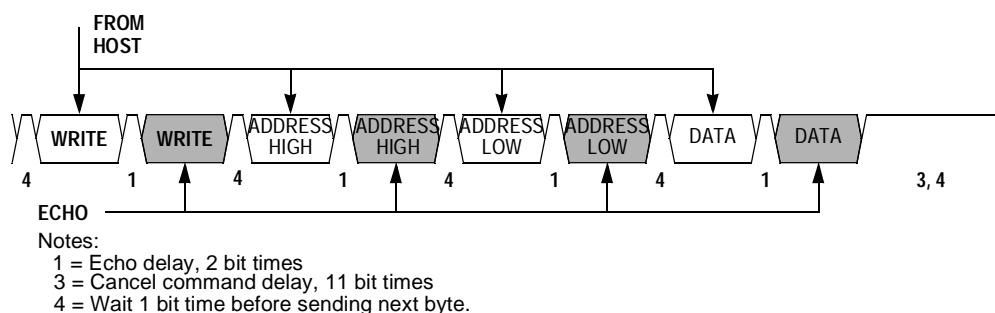 FROM
HOST
WRITE WRITE ADDRESS HIGH ADDRESS HIGH ADDRESS LOW ADDRESS LOW DATA DATA
4 1 4 1 4 1 4 1 3, 4
ECHO
Notes:
1 = Echo delay, 2 bit times
3 = Cancel command delay, 11 bit times
4 = Wait 1 bit time before sending next byte.